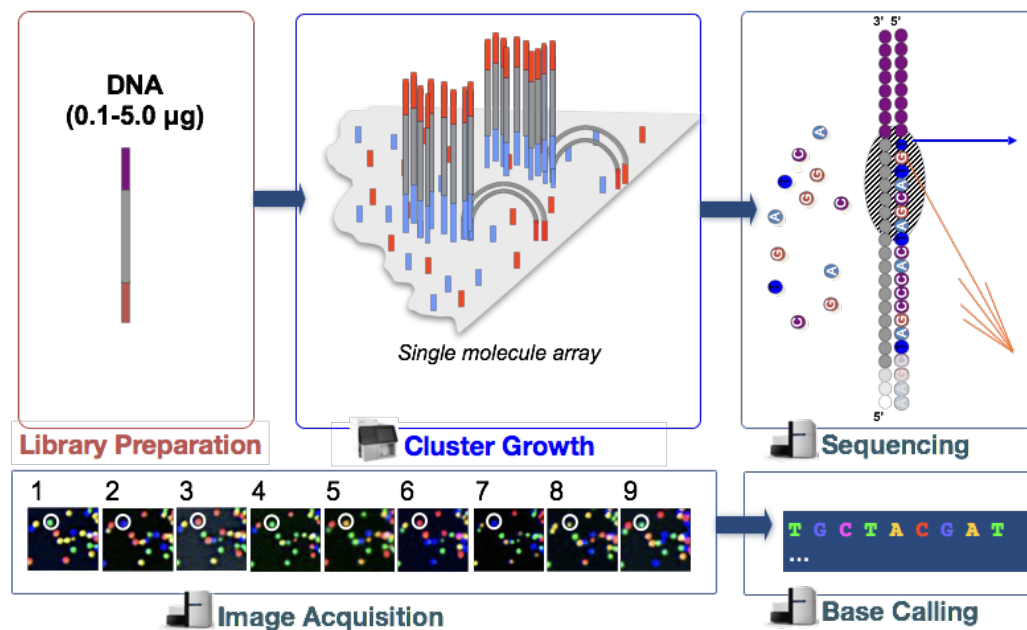 DNA
(0.1-5.0 µg)
Library Preparation
Single molecule array
Cluster Growth
3' 5'
A
C
G
T
G
C
A
G
A
T
G
C
T
G
T
A
C
G
A
T
C
A
C
C
C
G
A
T
5'
Sequencing
1 2 3 4 5 6 7 8 9
Image Acquisition
T G C T A C G A T
...
Base Calling